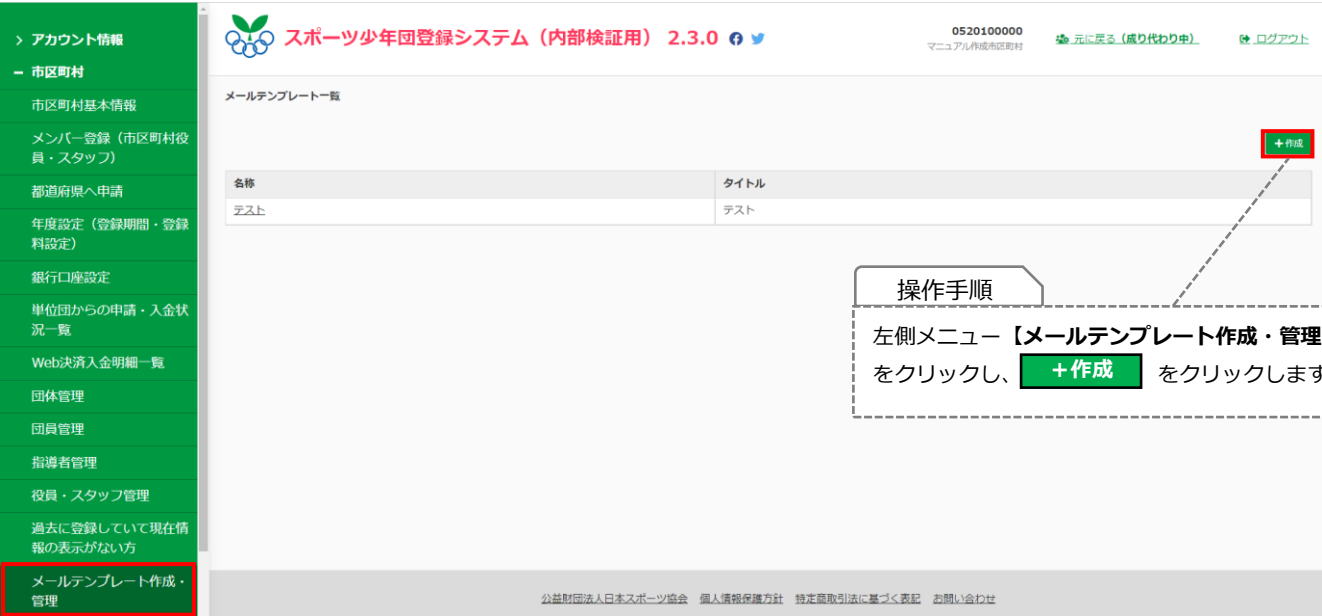 > アカウント情報
− 市区町村
市区町村基本情報
メンバー登録（市区町村役
員・スタッフ）
都道府県へ申請
年度設定（登録期間・登録
料設定）
銀行口座設定
単位団からの申請・入金状
況一覧
Web決済入金明細一覧
団体管理
団員管理
指導者管理
役員・スタッフ管理
過去に登録していて現在情
報の表示がない方
メールテンプレート作成・
管理
スポーツ少年団登録システム（内部検証用） 2.3.0
0520100000
マニュアル作成市区町村
元に戻る（成り代わり中）
ログアウト
メールテンプレート一覧
＋作成
名称 タイトル
テスト テスト
操作手順
左側メニュー【メールテンプレート作成・管理
をクリックし、 ＋作成 をクリックします
公益財団法人日本スポーツ協会 個人情報保護方針 特定商取引法に基づく表記 お問い合わせ